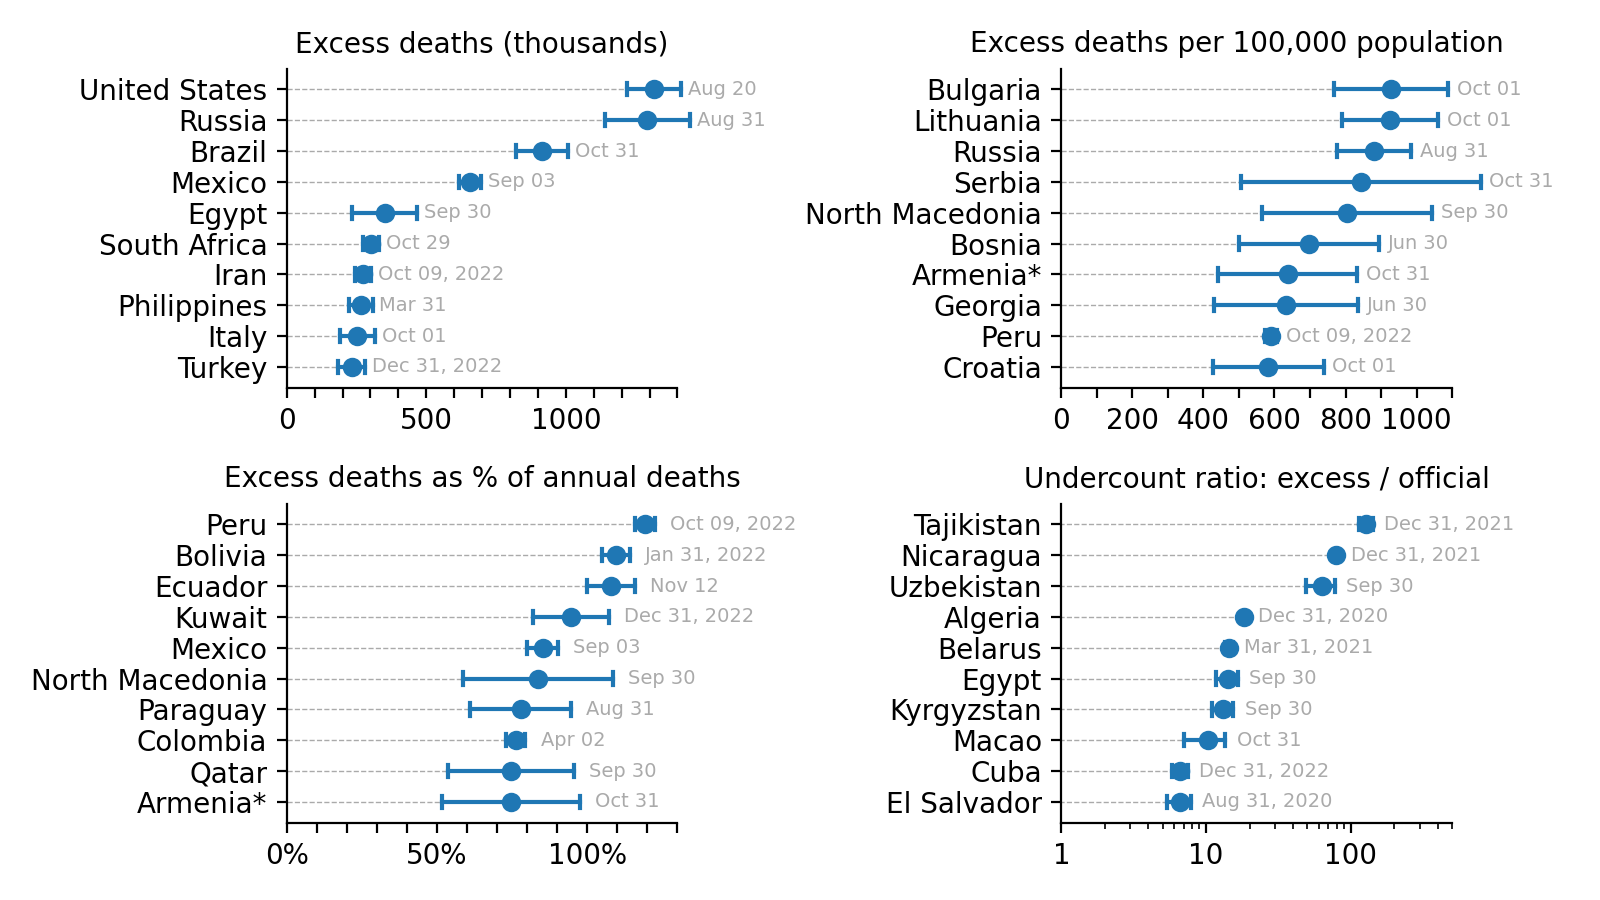 Excess deaths (thousands)
United States Aug 20
Russia Aug 31
Brazil Oct 31
Mexico Sep 03
Egypt Sep 30
South Africa Oct 29
Iran Oct 09, 2022
Philippines Mar 31
Italy Oct 01
Turkey Dec 31, 2022
0 500 1000
Excess deaths per 100,000 population
Bulgaria Oct 01
Lithuania Oct 01
Russia Aug 31
Serbia Oct 31
North Macedonia Sep 30
Bosnia Jun 30
Armenia* Oct 31
Georgia Jun 30
Peru Oct 09, 2022
Croatia Oct 01
0 200 400 600 800 1000
Excess deaths as % of annual deaths
Peru Oct 09, 2022
Bolivia Jan 31, 2022
Ecuador Nov 12
Kuwait Dec 31, 2022
Mexico Sep 03
North Macedonia Sep 30
Paraguay Aug 31
Colombia Apr 02
Qatar Sep 30
Armenia* Oct 31
0% 50% 100%
Undercount ratio: excess / official
Tajikistan Dec 31, 2021
Nicaragua Dec 31, 2021
Uzbekistan Sep 30
Algeria Dec 31, 2020
Belarus Mar 31, 2021
Egypt Sep 30
Kyrgyzstan Sep 30
Macao Oct 31
Cuba Dec 31, 2022
El Salvador Aug 31, 2020
1 10 100